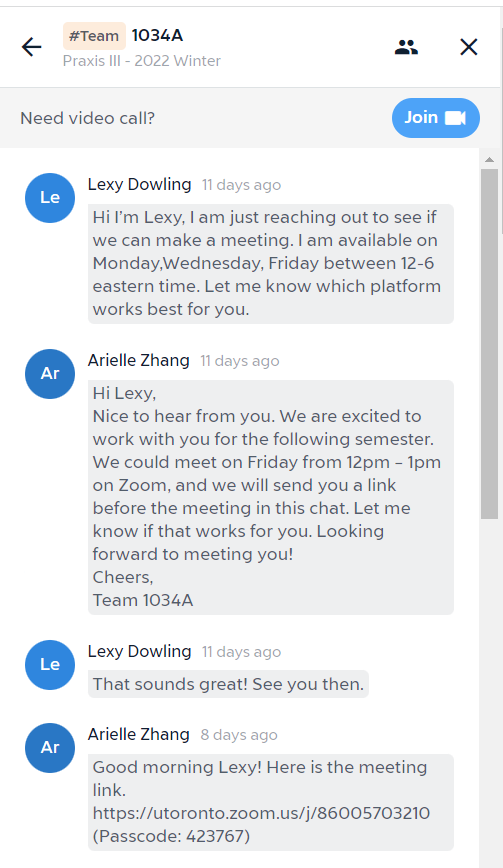 #Team 1034A
Praxis III - 2022 Winter
Need video call?
Join
Le
Lexy Dowling 11 days ago
Hi I’m Lexy, I am just reaching out to see if
we can make a meeting. I am available on
Monday,Wednesday, Friday between 12-6
eastern time. Let me know which platform
works best for you.
Ar
Arielle Zhang 11 days ago
Hi Lexy,
Nice to hear from you. We are excited to
work with you for the following semester.
We could meet on Friday from 12pm – 1pm
on Zoom, and we will send you a link
before the meeting in this chat. Let me
know if that works for you. Looking
forward to meeting you!
Cheers,
Team 1034A
Le
Lexy Dowling 11 days ago
That sounds great! See you then.
Ar
Arielle Zhang 8 days ago
Good morning Lexy! Here is the meeting
link.
https://utoronto.zoom.us/j/86005703210
(Passcode: 423767)